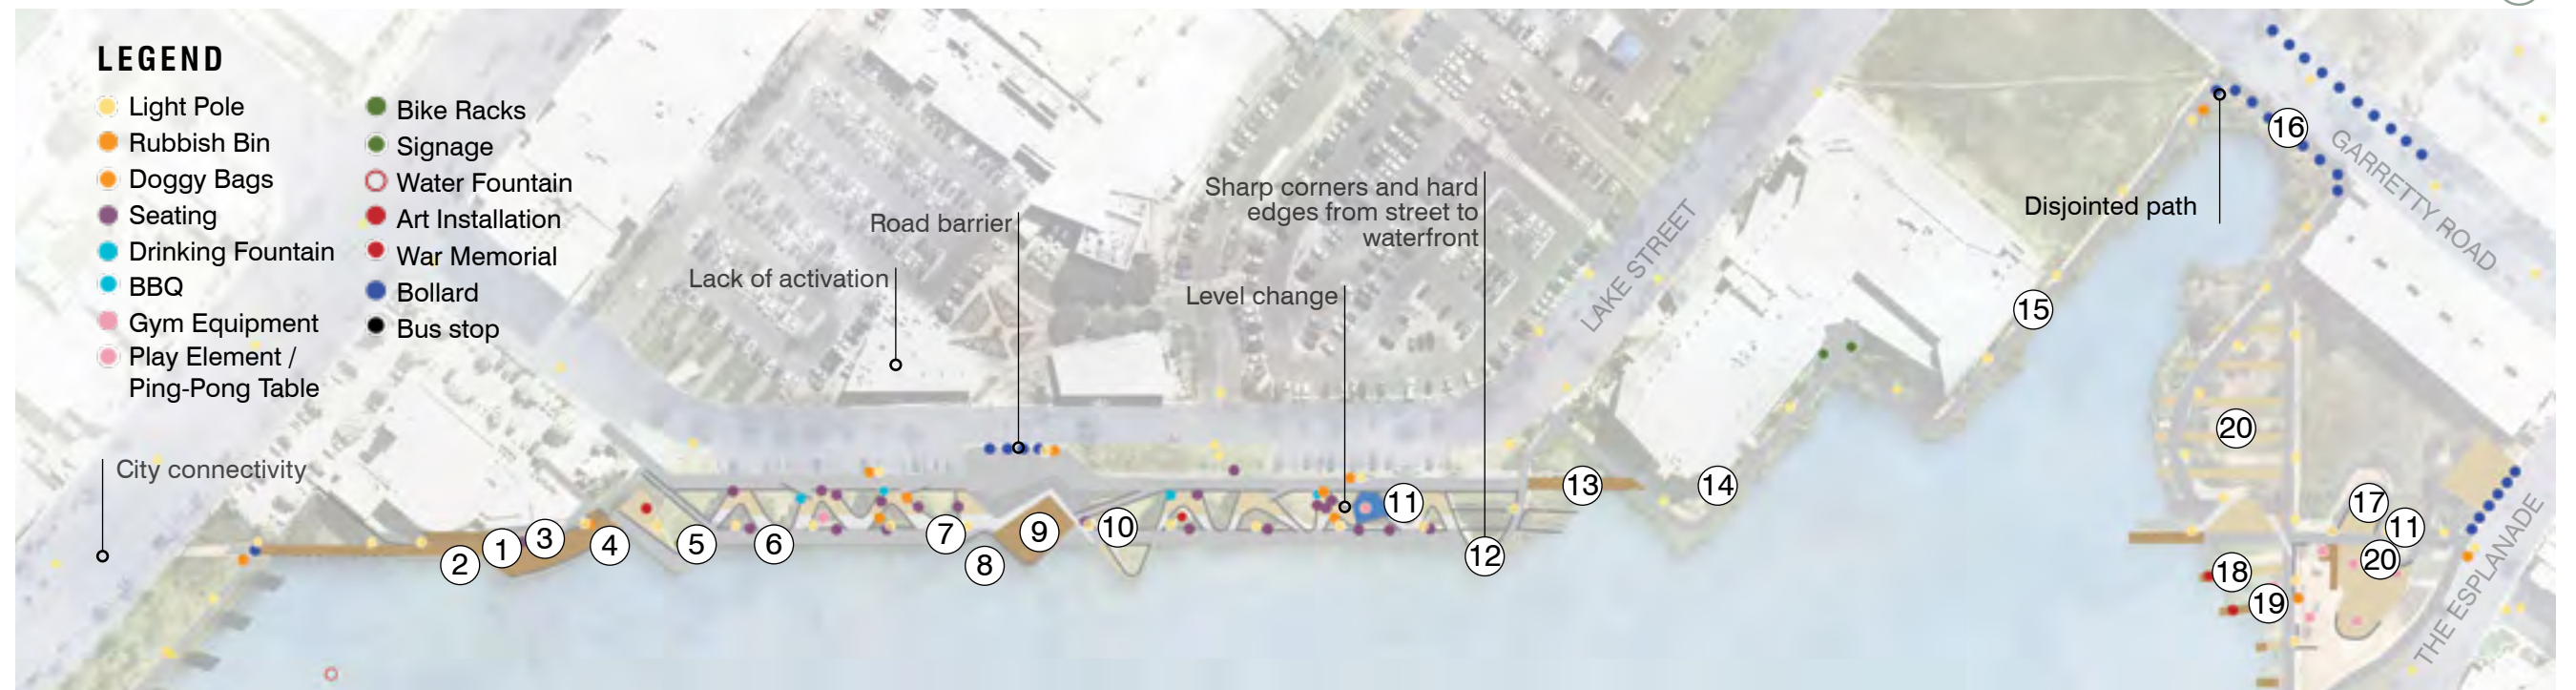 LEGEND
Light Pole
Rubbish Bin
Doggy Bags
Seating
Drinking Fountain
BBQ
Gym Equipment
Play Element /
Ping-Pong Table
Bike Racks
Signage
Water Fountain
Art Installation
War Memorial
Bollard
Bus stop
City connectivity
Lack of activation
Road barrier
Level change
Sharp corners and hard
edges from street to
waterfront
LAKE STREET
Disjointed path
GARRETTY ROAD
THE ESPLANADE
2
1
3
4
5
6
7
8
9
10
11
12
13
14
15
16
20
17
11
20
18
19